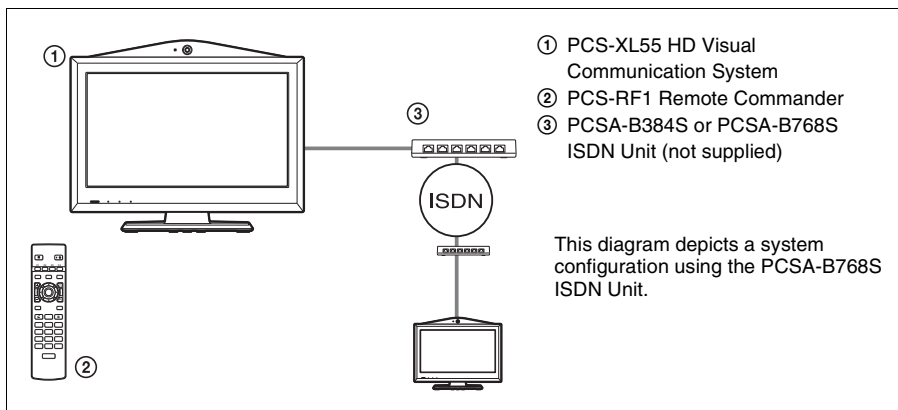 ①
③
ISDN
②
① PCS-XL55 HD Visual
Communication System
② PCS-RF1 Remote Commander
③ PCSA-B384S or PCSA-B768S
ISDN Unit (not supplied)
This diagram depicts a system
configuration using the PCSA-B768S
ISDN Unit.